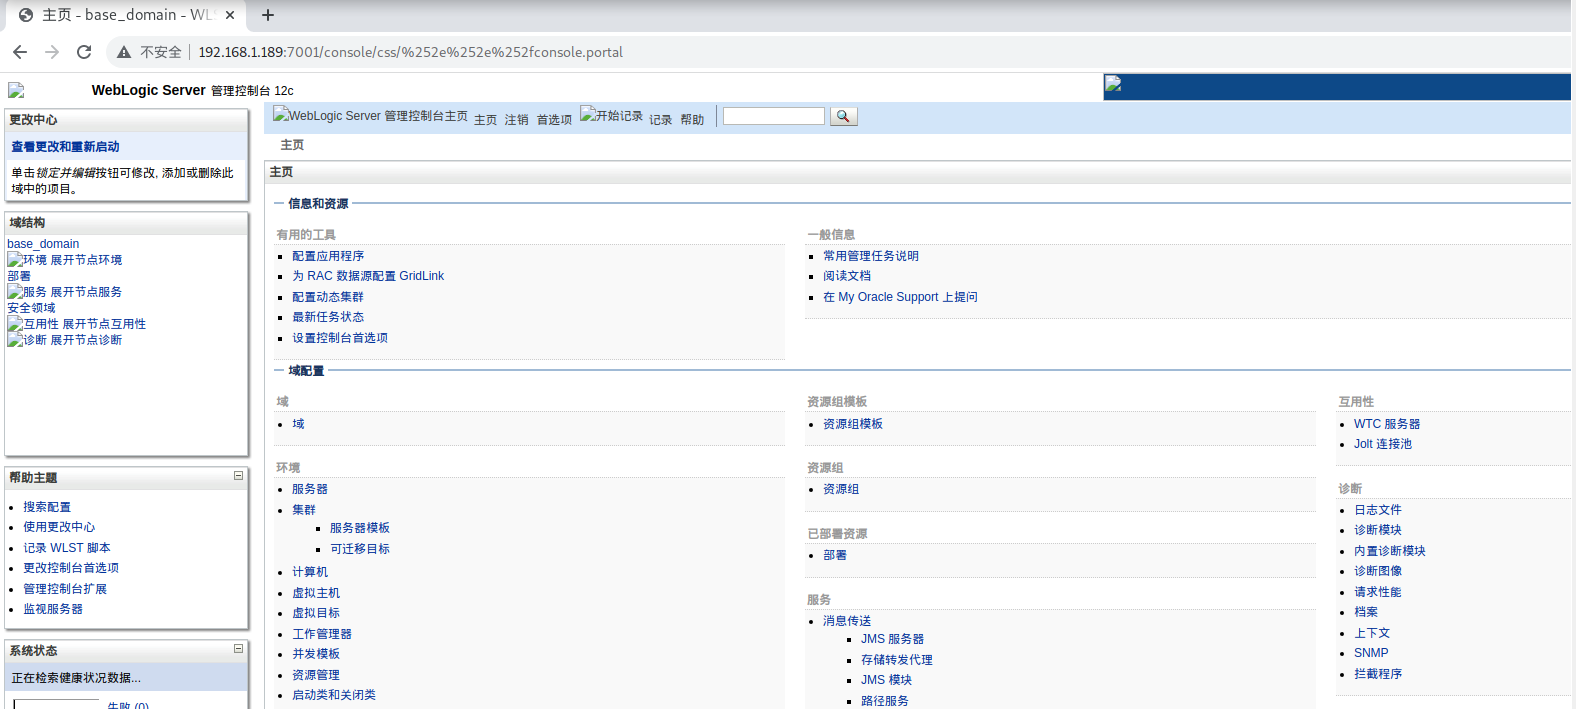 主页 - base_domain - WL
不安全 192.168.1.189:7001/console/css/%252e%252e%252fconsole.portal
WebLogic Server 管理控制台 12c
更改中心
查看更改和重新启动
单击锁定并编辑按钮可修改, 添加或删除此
域中的项目。
域结构
base_domain
环境 展开节点环境
部署
服务 展开节点服务
安全领域
互用性 展开节点互用性
诊断 展开节点诊断
帮助主题
搜索配置
使用更改中心
记录 WLST 脚本
更改控制台首选项
管理控制台扩展
监视服务器
系统状态
正在检索健康状况数据...
失败 (0)
WebLogic Server 管理控制台主页 主页 注销 首选项 开始记录 记录 帮助
主页
主页
信息和资源
有用的工具
配置应用程序
为 RAC 数据源配置 GridLink
配置动态集群
最新任务状态
设置控制台首选项
一般信息
常用管理任务说明
阅读文档
在 My Oracle Support 上提问
域配置
域
域
环境
服务器
集群
服务器模板
可迁移目标
计算机
虚拟主机
虚拟目标
工作管理器
并发模板
资源管理
启动类和关闭类
资源组模板
资源组模板
资源组
资源组
已部署资源
部署
服务
消息传送
JMS 服务器
存储转发代理
JMS 模块
路径服务
互用性
WTC 服务器
Jolt 连接池
诊断
日志文件
诊断模块
内置诊断模块
诊断图像
请求性能
档案
上下文
SNMP
拦截程序